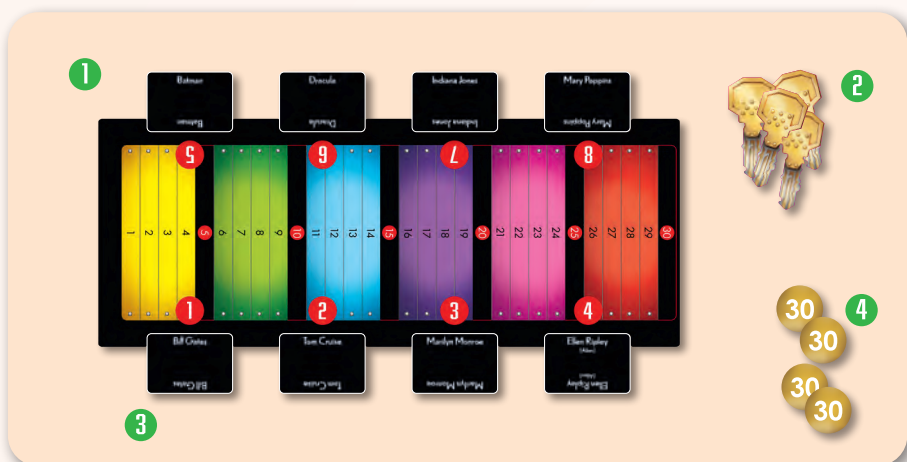 1
2
Batman
Batman
Dracula
Dracula
Indiana Jones
Indiana Jones
Mary Poppins
Mary Poppins
5 6 7 8
1 2 3 4 5 6 7 8 9 10 11 12 13 14 15 16 17 18 19 20 21 22 23 24 25 26 27 28 29 30
1 2 3 4
Bill Gates
Bill Gates
Tom Cruise
Tom Cruise
Marilyn Monroe
Marilyn Monroe
Ellen Ripley
(Alien)
(Alien)
Ellen Ripley
3
4
30
30
30
30